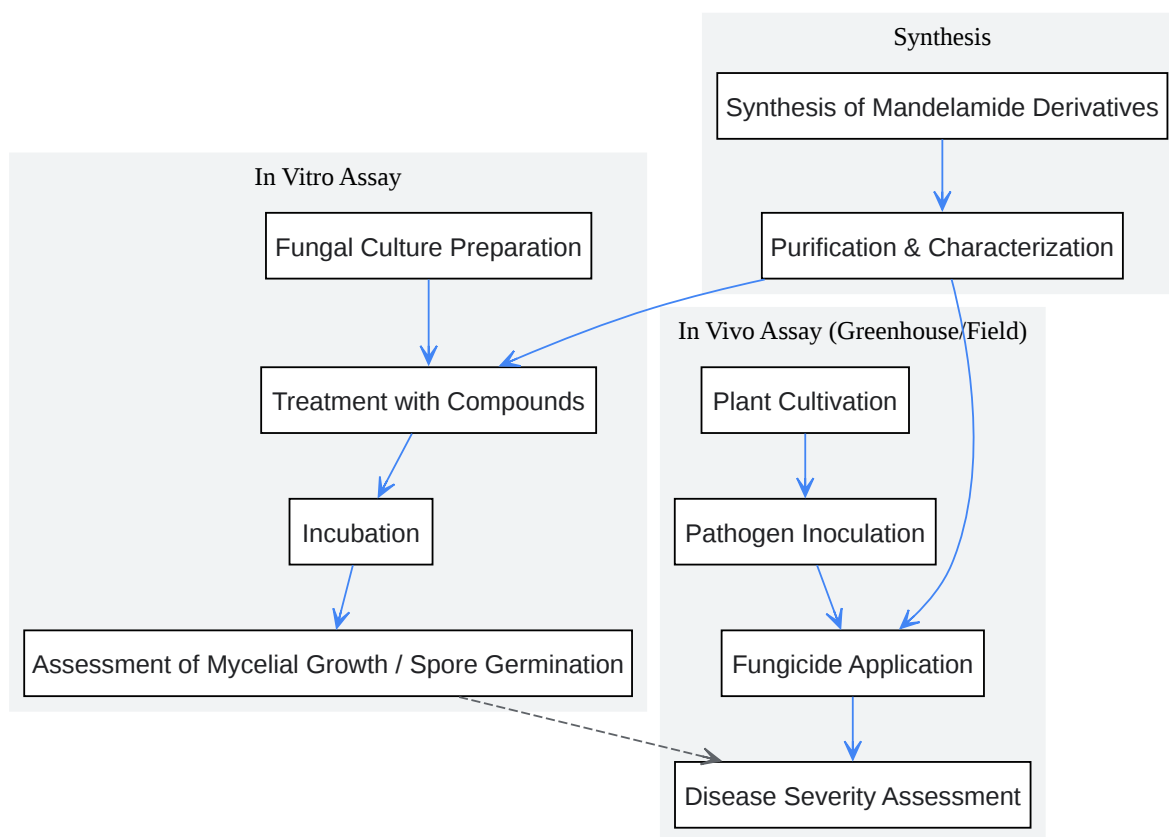 Synthesis
Synthesis of Mandelamide Derivatives
Purification & Characterization
In Vitro Assay
Fungal Culture Preparation
Treatment with Compounds
Incubation
Assessment of Mycelial Growth / Spore Germination
In Vivo Assay (Greenhouse/Field)
Plant Cultivation
Pathogen Inoculation
Fungicide Application
Disease Severity Assessment